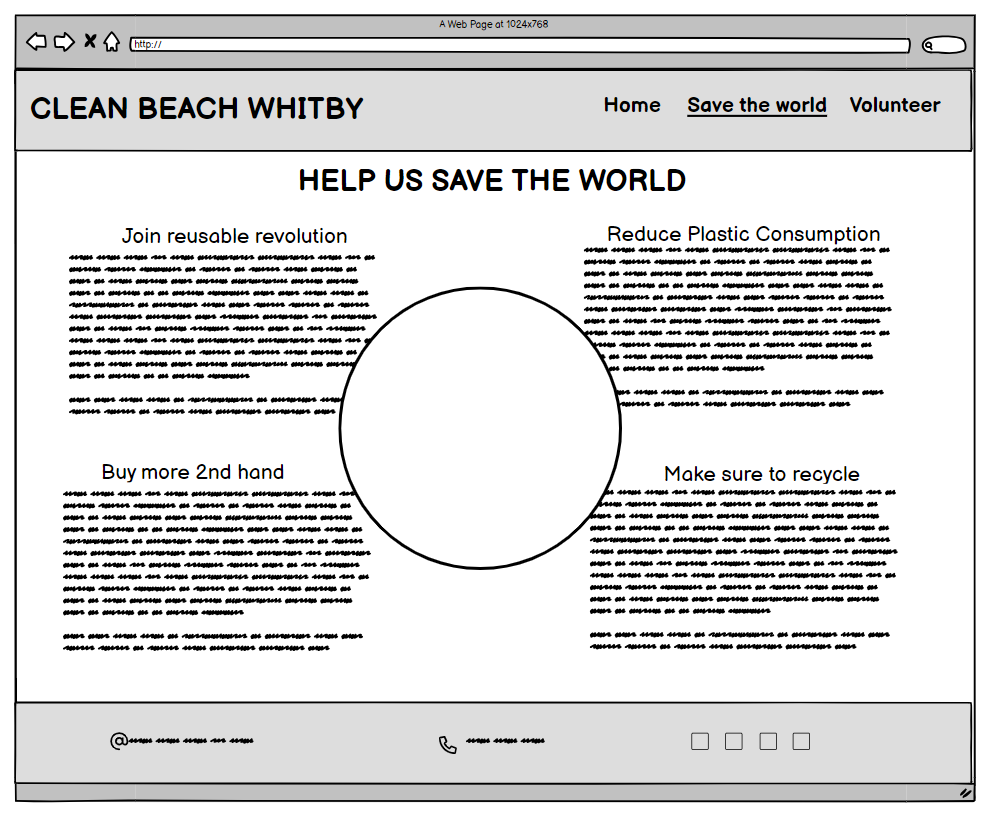 A Web Page at 1024x768
http://
CLEAN BEACH WHITBY
Home Save the world Volunteer
HELP US SAVE THE WORLD
Join reusable revolution
Reduce Plastic Consumption
Buy more 2nd hand
Make sure to recycle
@